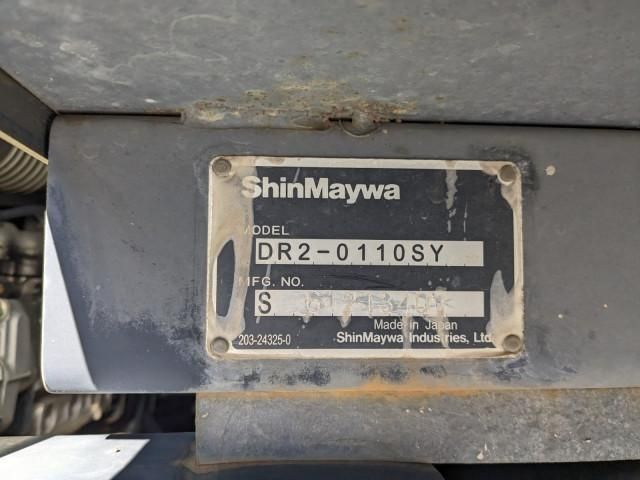 ShinMaywa
MODEL
DR2-0110SY
MFG. NO.
S
Made in Japan
203-24325-0
ShinMaywa Industries, Ltd